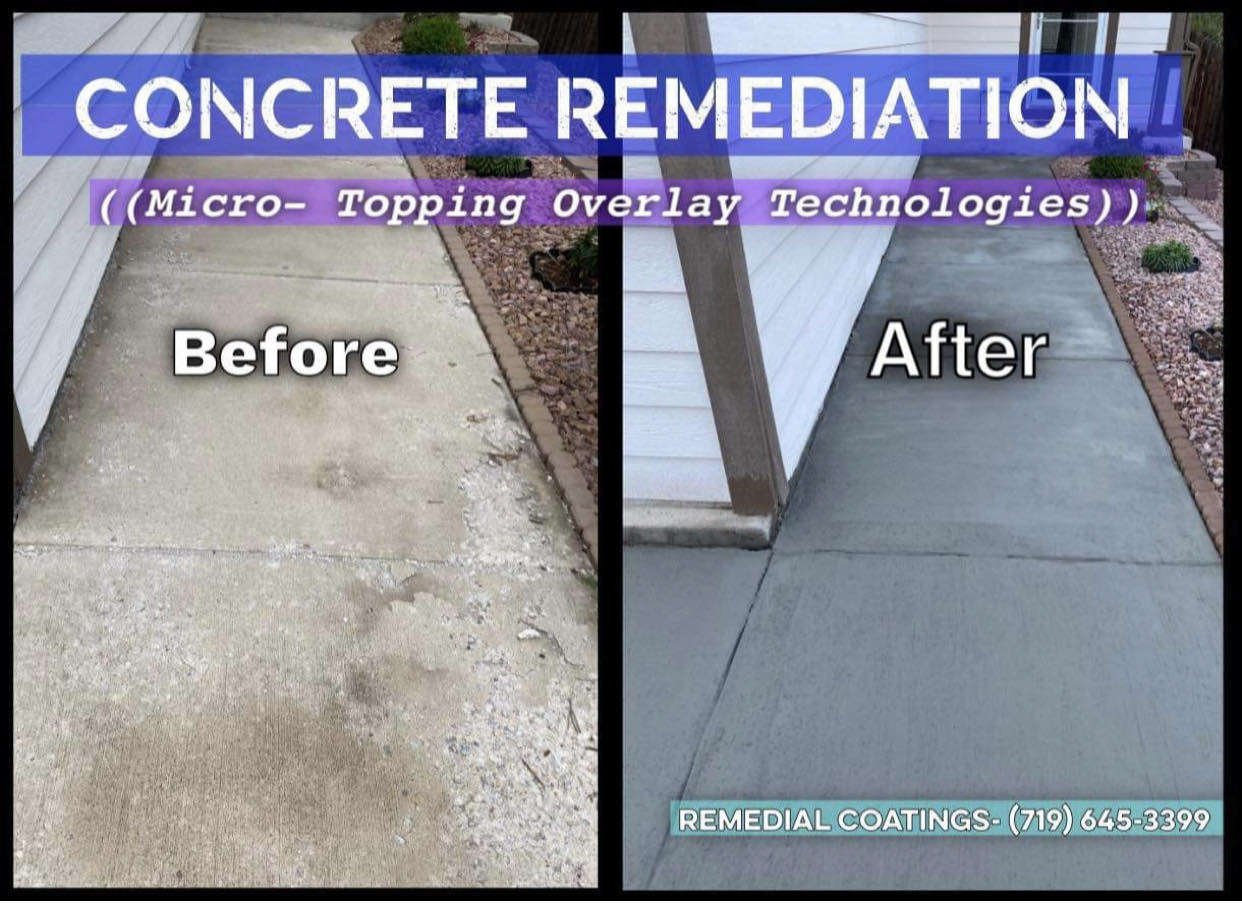 CONCRETE REMEDIATION
((Micro- Topping Overlay Technologies))
Before
After
REMEDIAL COATINGS- (719) 645-3399